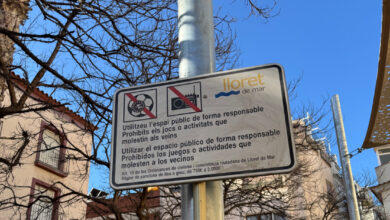 lloret
de mar
Utilitzeu l'espai públic de forma responsable
Prohibits els jocs o activitats que
molestin als veïns
Utilizar el espacio público de forma responsable
Prohibidos los juegos o actividades que
molesten a los vecinos